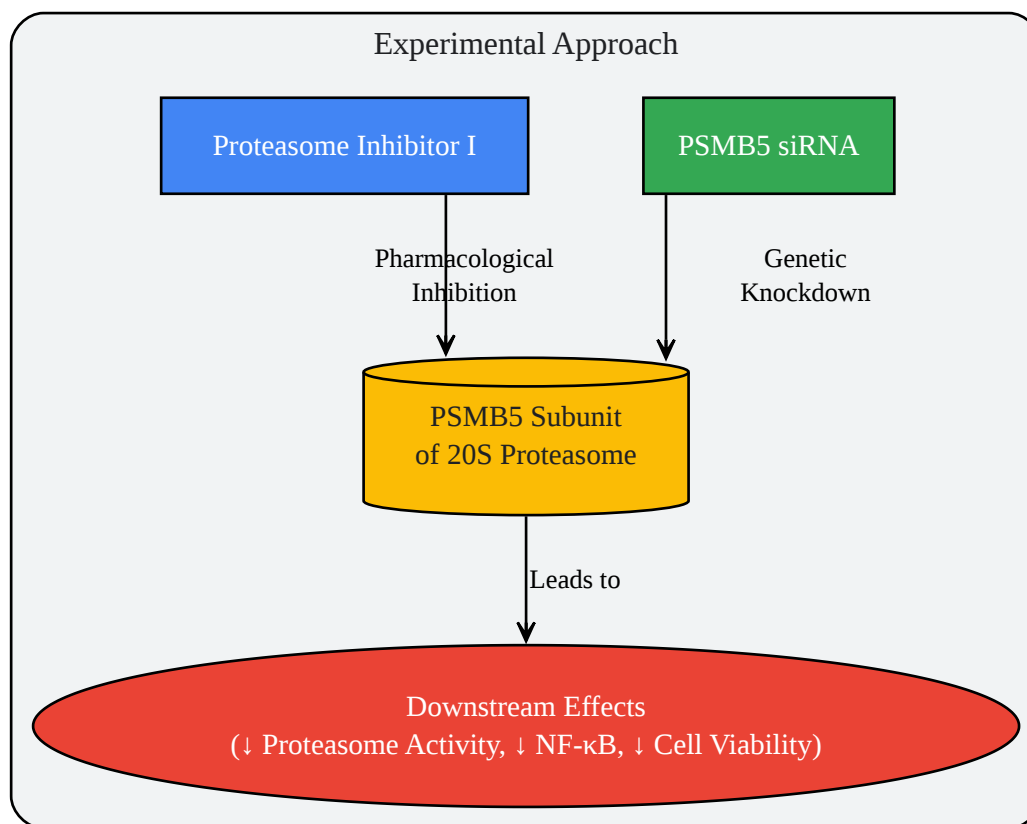 Experimental Approach
Proteasome Inhibitor I
PSMB5 siRNA
Pharmacological
Inhibition
Genetic
Knockdown
PSMB5 Subunit
of 20S Proteasome
Leads to
Downstream Effects
(↓ Proteasome Activity, ↓ NF-κB, ↓ Cell Viability)